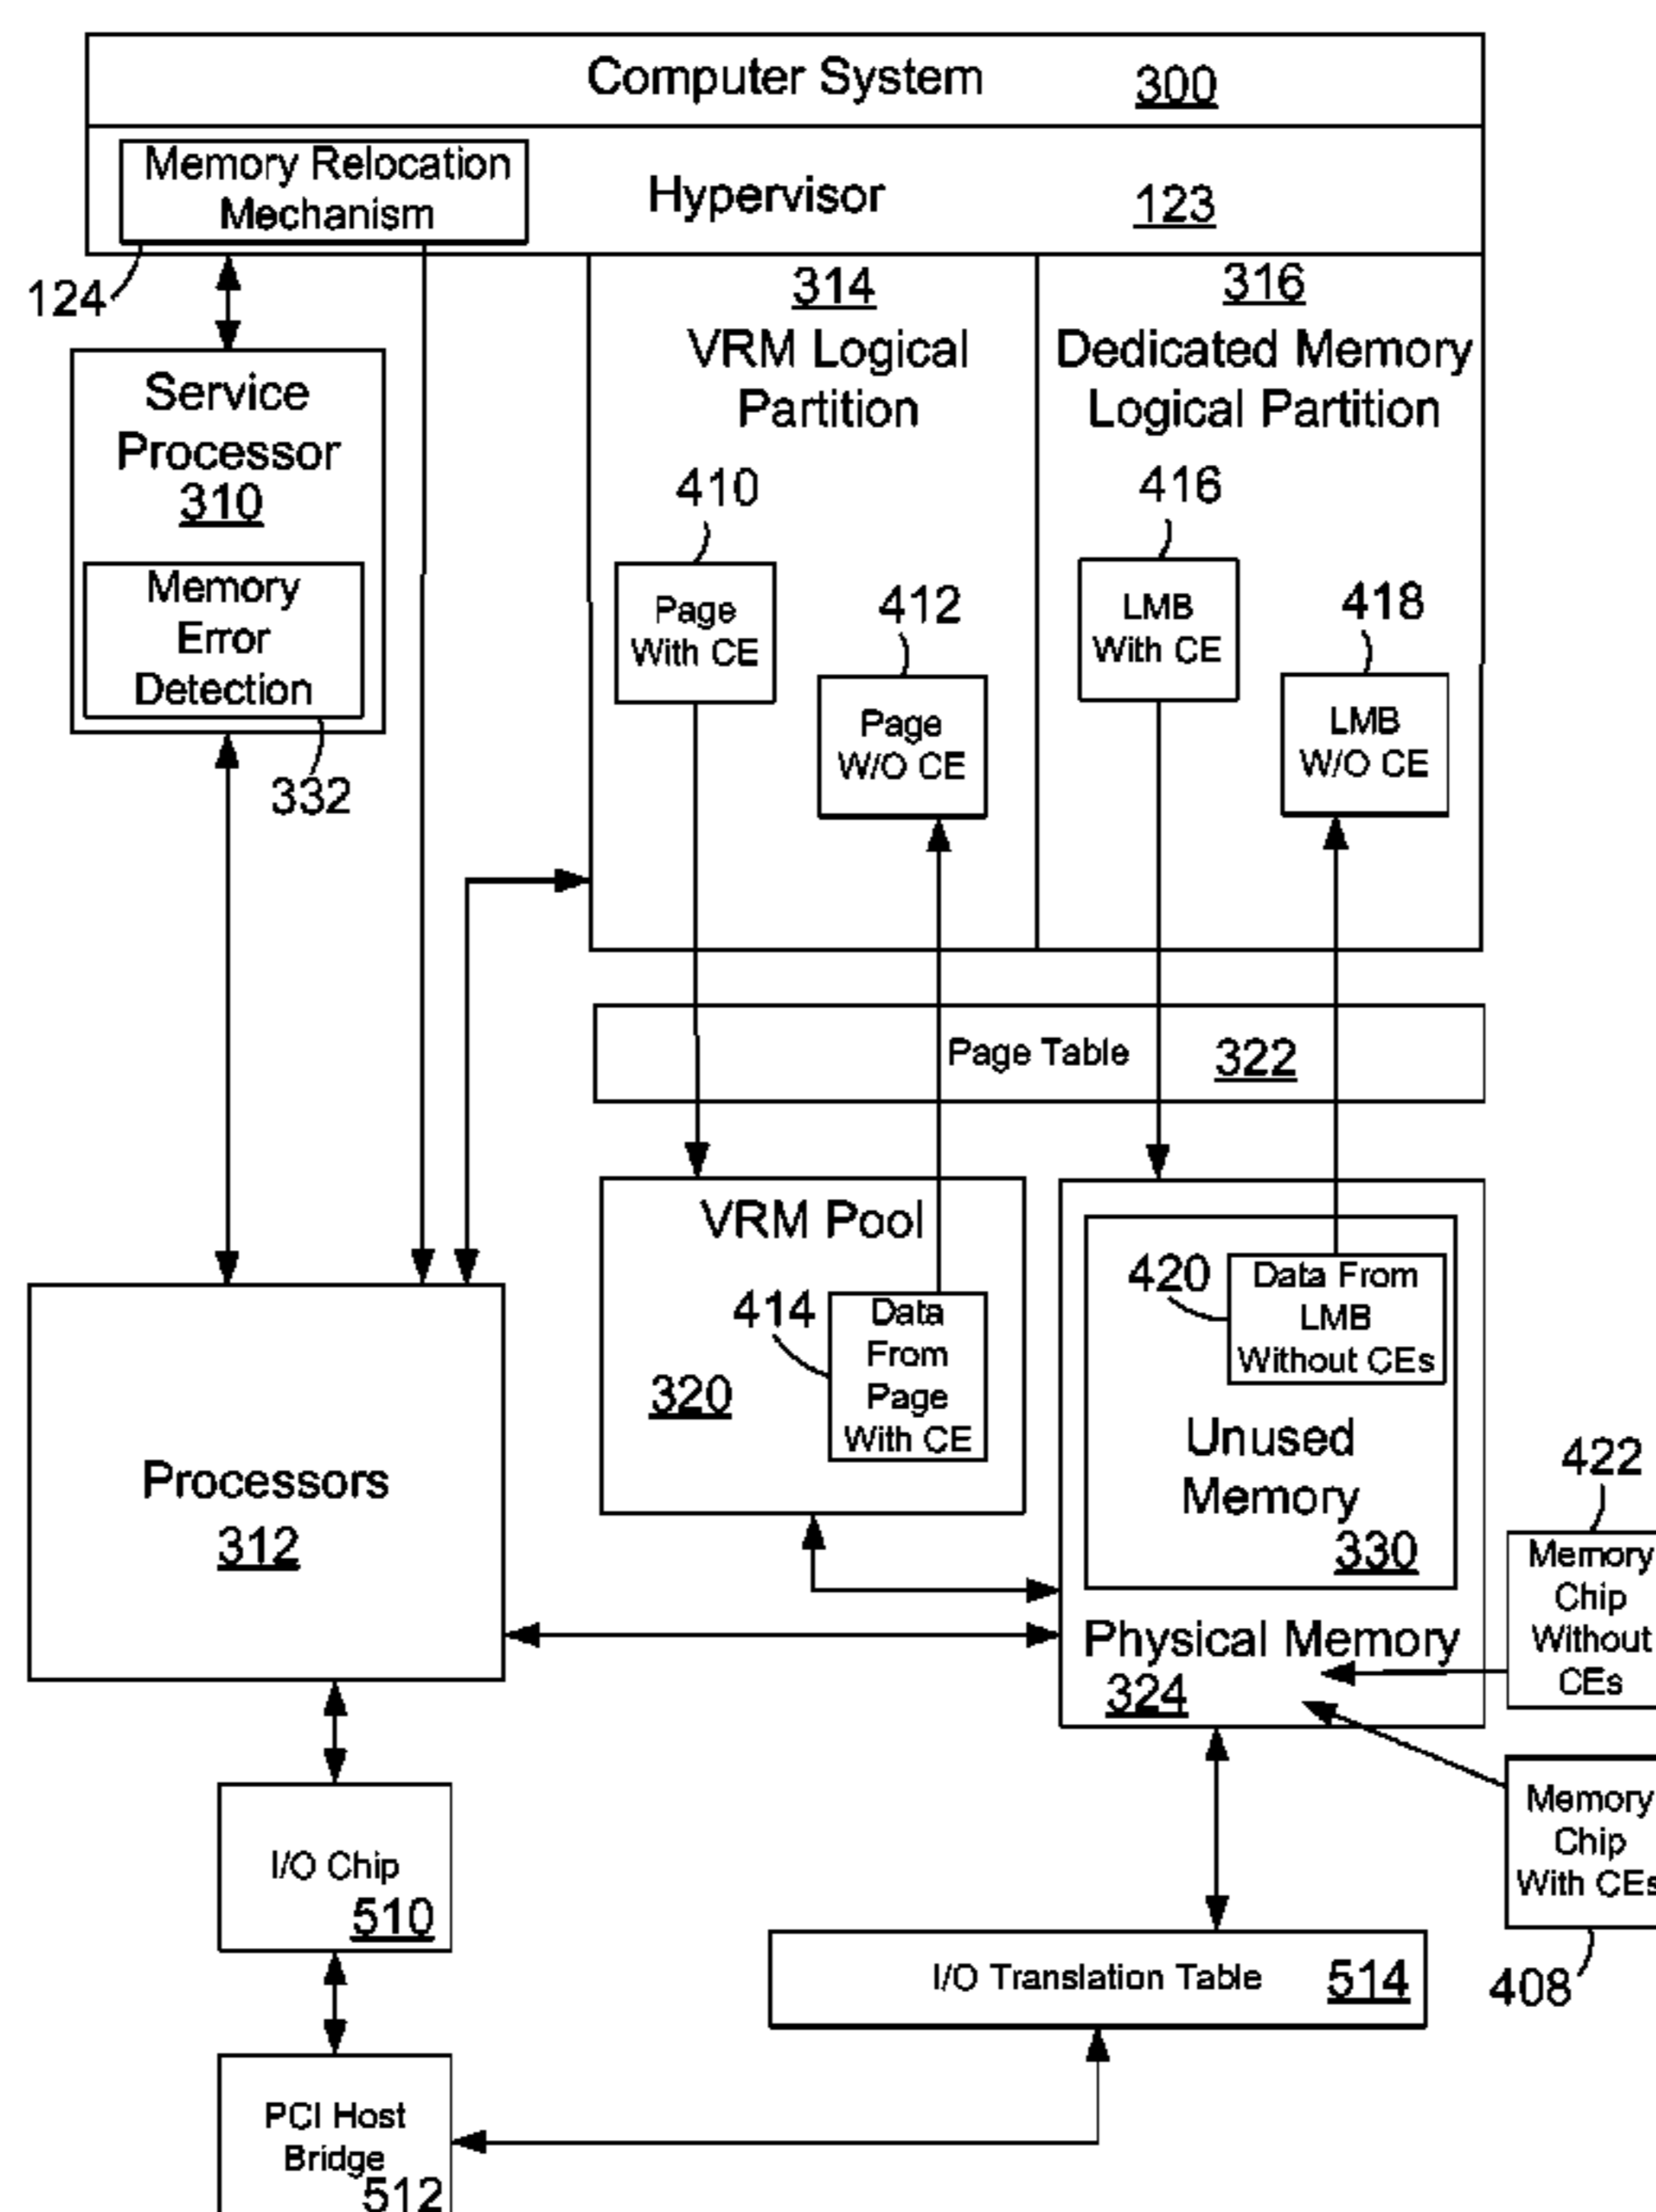 Computer System 300
Memory Relocation
Mechanism
Hypervisor 123
124
314
VRM Logical
Partition
316
Dedicated Memory
Logical Partition
Service
Processor
310
Memory
Error
Detection
332
410
Page
With CE
412
Page
W/O CE
416
LMB
With CE
418
LMB
W/O CE
Page Table 322
VRM Pool
320
414
Data
From
Page
With CE
420
Data From
LMB
Without CEs
Unused
Memory
330
Physical Memory
324
422
Memory
Chip
Without
CEs
Memory
Chip
With CEs
408
Processors
312
I/O Chip
510
I/O Translation Table 514
PCI Host
Bridge
512